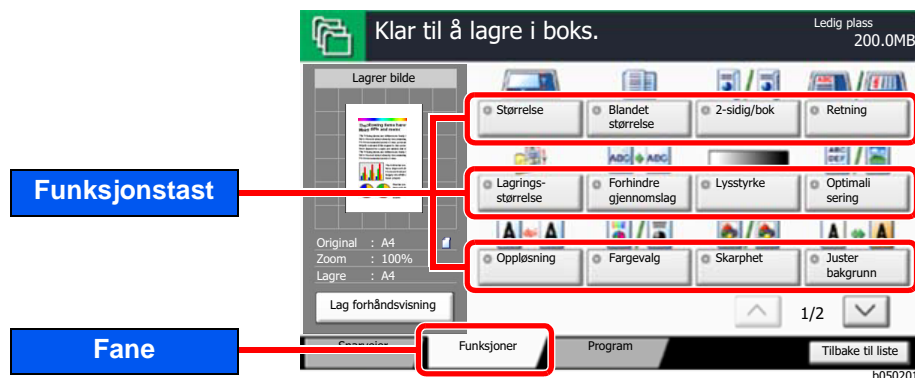 Klar til å lagre i boks.
Ledig plass
200.0MB
Lagrer bilde
Størrelse
Blandet
størrelse
2-sidig/bok
Retning
Funksjonstast
Lagrings-
størrelse
Forhindre
gjennomslag
Lysstyrke
Optimali
sering
Original : A4
Zoom : 100%
Lagre : A4
Oppløsning
Fargevalg
Skarphet
Juster
bakgrunn
Lag forhåndsvisning
1/2
Fane
Snarveier
Funksjoner
Program
Tilbake til liste
b050201